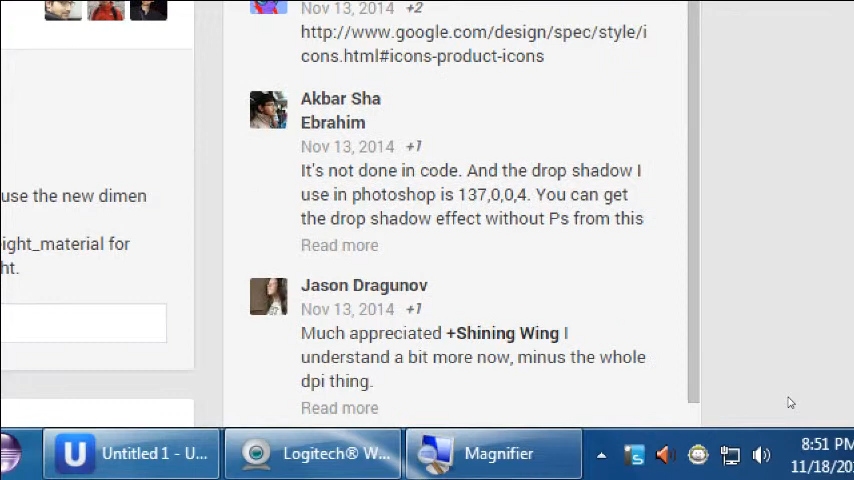 Nov 13, 2014 +2
http://www.google.com/design/spec/style/i
cons.html#icons-product-icons
Akbar Sha
Ebrahim
Nov 13, 2014 +1
It's not done in code. And the drop shadow I
use in photoshop is 137,0,0,4. You can get
the drop shadow effect without Ps from this
Read more
Jason Dragunov
Nov 13, 2014 +1
Much appreciated +Shining Wing I
understand a bit more now, minus the whole
dpi thing.
Read more
use the new dimen
ight_material for
ht.
Untitled 1 - U...
Logitech® W...
Magnifier
8:51 PM
11/18/20